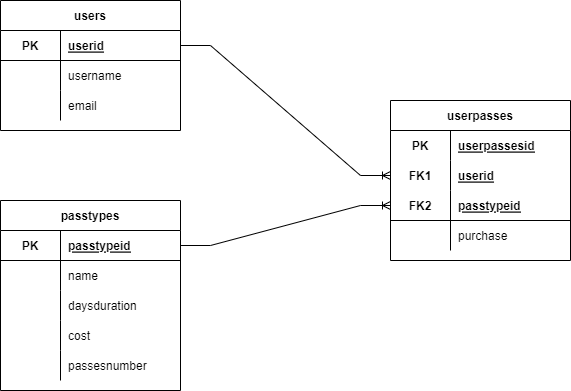 users
PK userid
username
email
userpasses
PK userpassesid
FK1 userid
FK2 passtypeid
purchase
passtypes
PK passtypeid
name
daysduration
cost
passesnumber